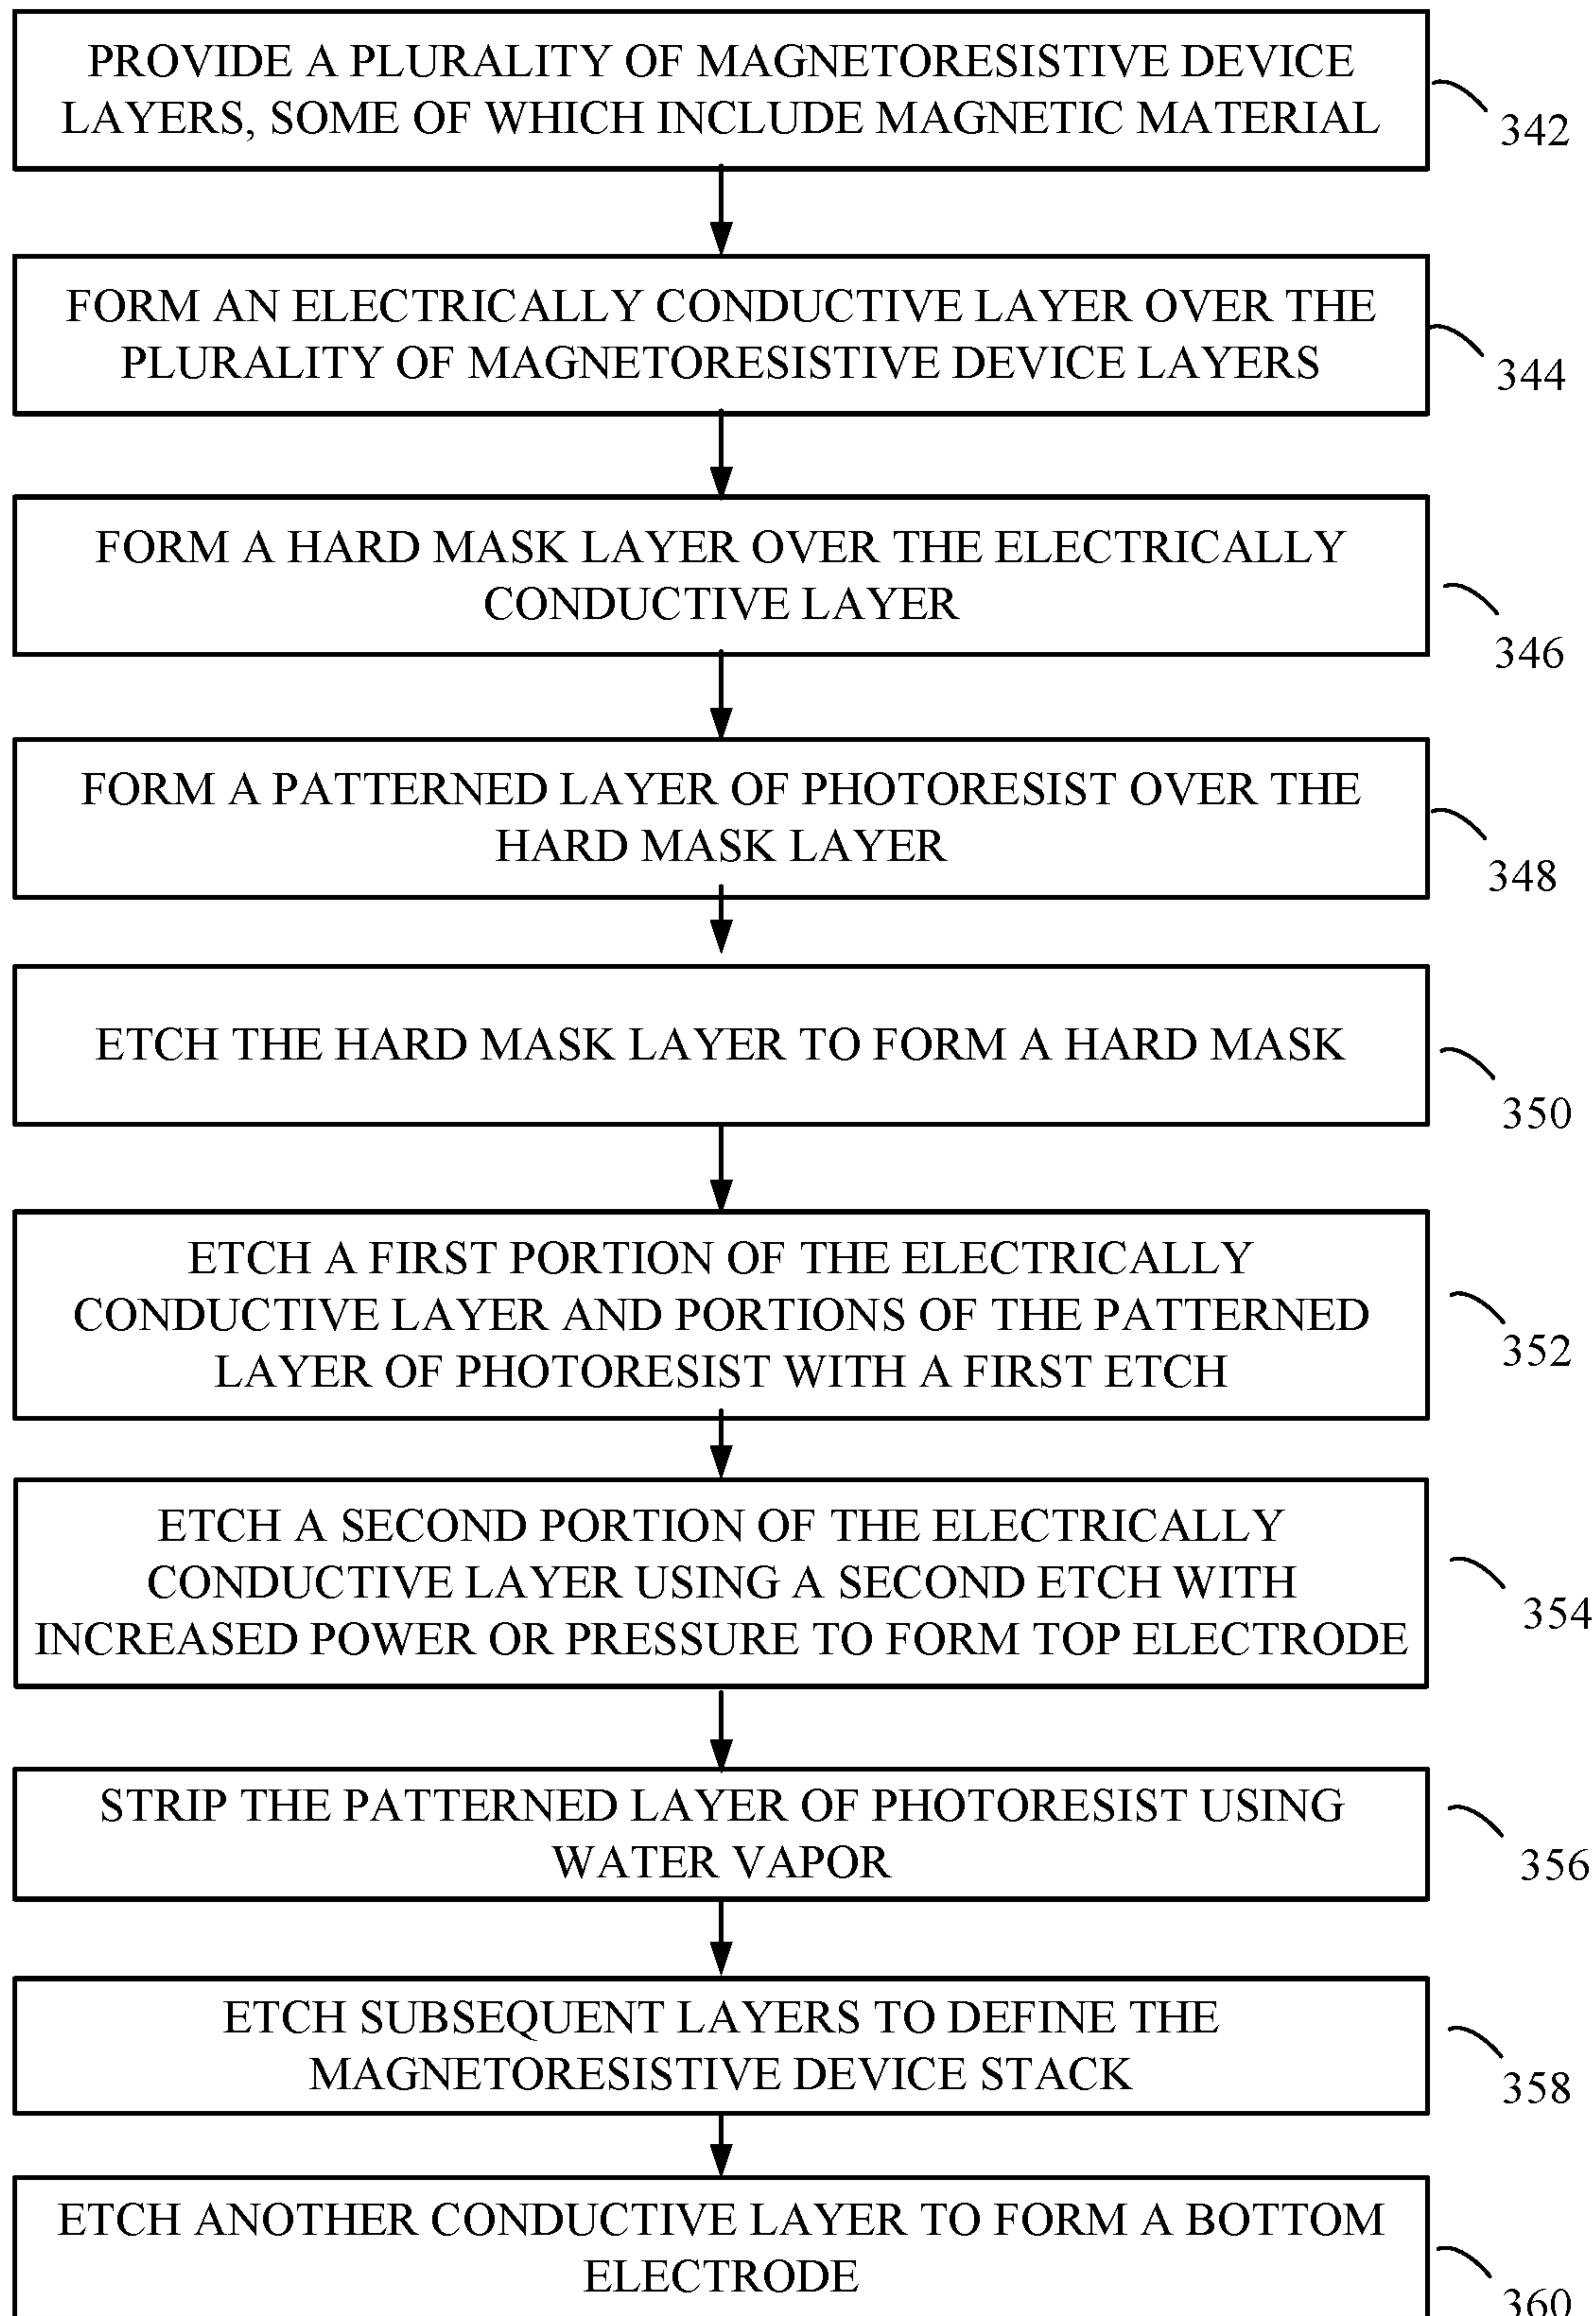 PROVIDE A PLURALITY OF MAGNETORESISTIVE DEVICE
LAYERS, SOME OF WHICH INCLUDE MAGNETIC MATERIAL
342
FORM AN ELECTRICALLY CONDUCTIVE LAYER OVER THE
PLURALITY OF MAGNETORESISTIVE DEVICE LAYERS
344
FORM A HARD MASK LAYER OVER THE ELECTRICALLY
CONDUCTIVE LAYER
346
FORM A PATTERNED LAYER OF PHOTORESIST OVER THE
HARD MASK LAYER
348
ETCH THE HARD MASK LAYER TO FORM A HARD MASK
350
ETCH A FIRST PORTION OF THE ELECTRICALLY
CONDUCTIVE LAYER AND PORTIONS OF THE PATTERNED
LAYER OF PHOTORESIST WITH A FIRST ETCH
352
ETCH A SECOND PORTION OF THE ELECTRICALLY
CONDUCTIVE LAYER USING A SECOND ETCH WITH
INCREASED POWER OR PRESSURE TO FORM TOP ELECTRODE
354
STRIP THE PATTERNED LAYER OF PHOTORESIST USING
WATER VAPOR
356
ETCH SUBSEQUENT LAYERS TO DEFINE THE
MAGNETORESISTIVE DEVICE STACK
358
ETCH ANOTHER CONDUCTIVE LAYER TO FORM A BOTTOM
ELECTRODE
360